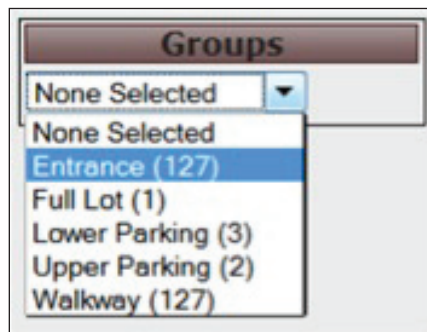 Groups
None Selected
None Selected
Entrance (127)
Full Lot (1)
Lower Parking (3)
Upper Parking (2)
Walkway (127)